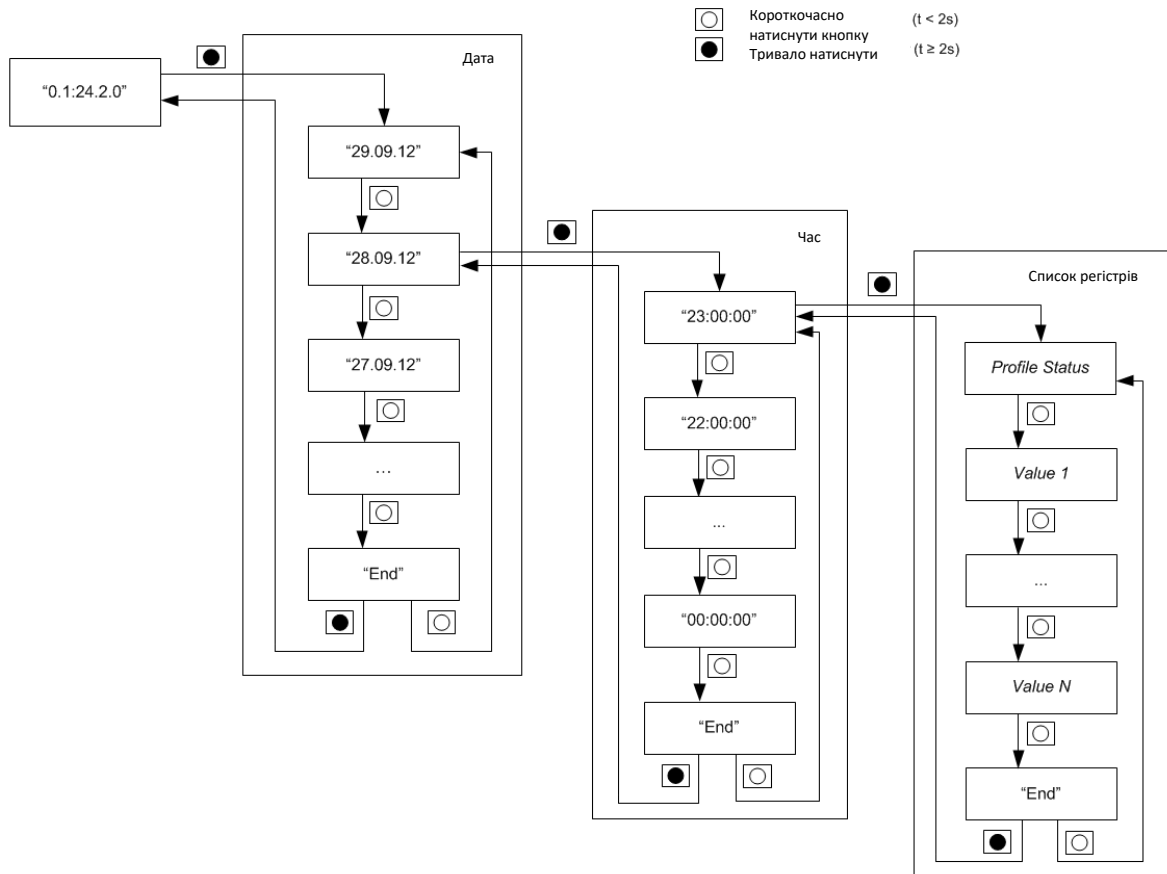 Короткочасно
натиснути кнопку
Тривало натиснути
(t < 2s)
(t ≥ 2s)
“0.1:24.2.0”
Дата
“29.09.12”
“28.09.12”
“27.09.12”
...
“End”
Час
“23:00:00”
“22:00:00”
...
“00:00:00”
“End”
Список регістрів
Profile Status
Value 1
...
Value N
“End”